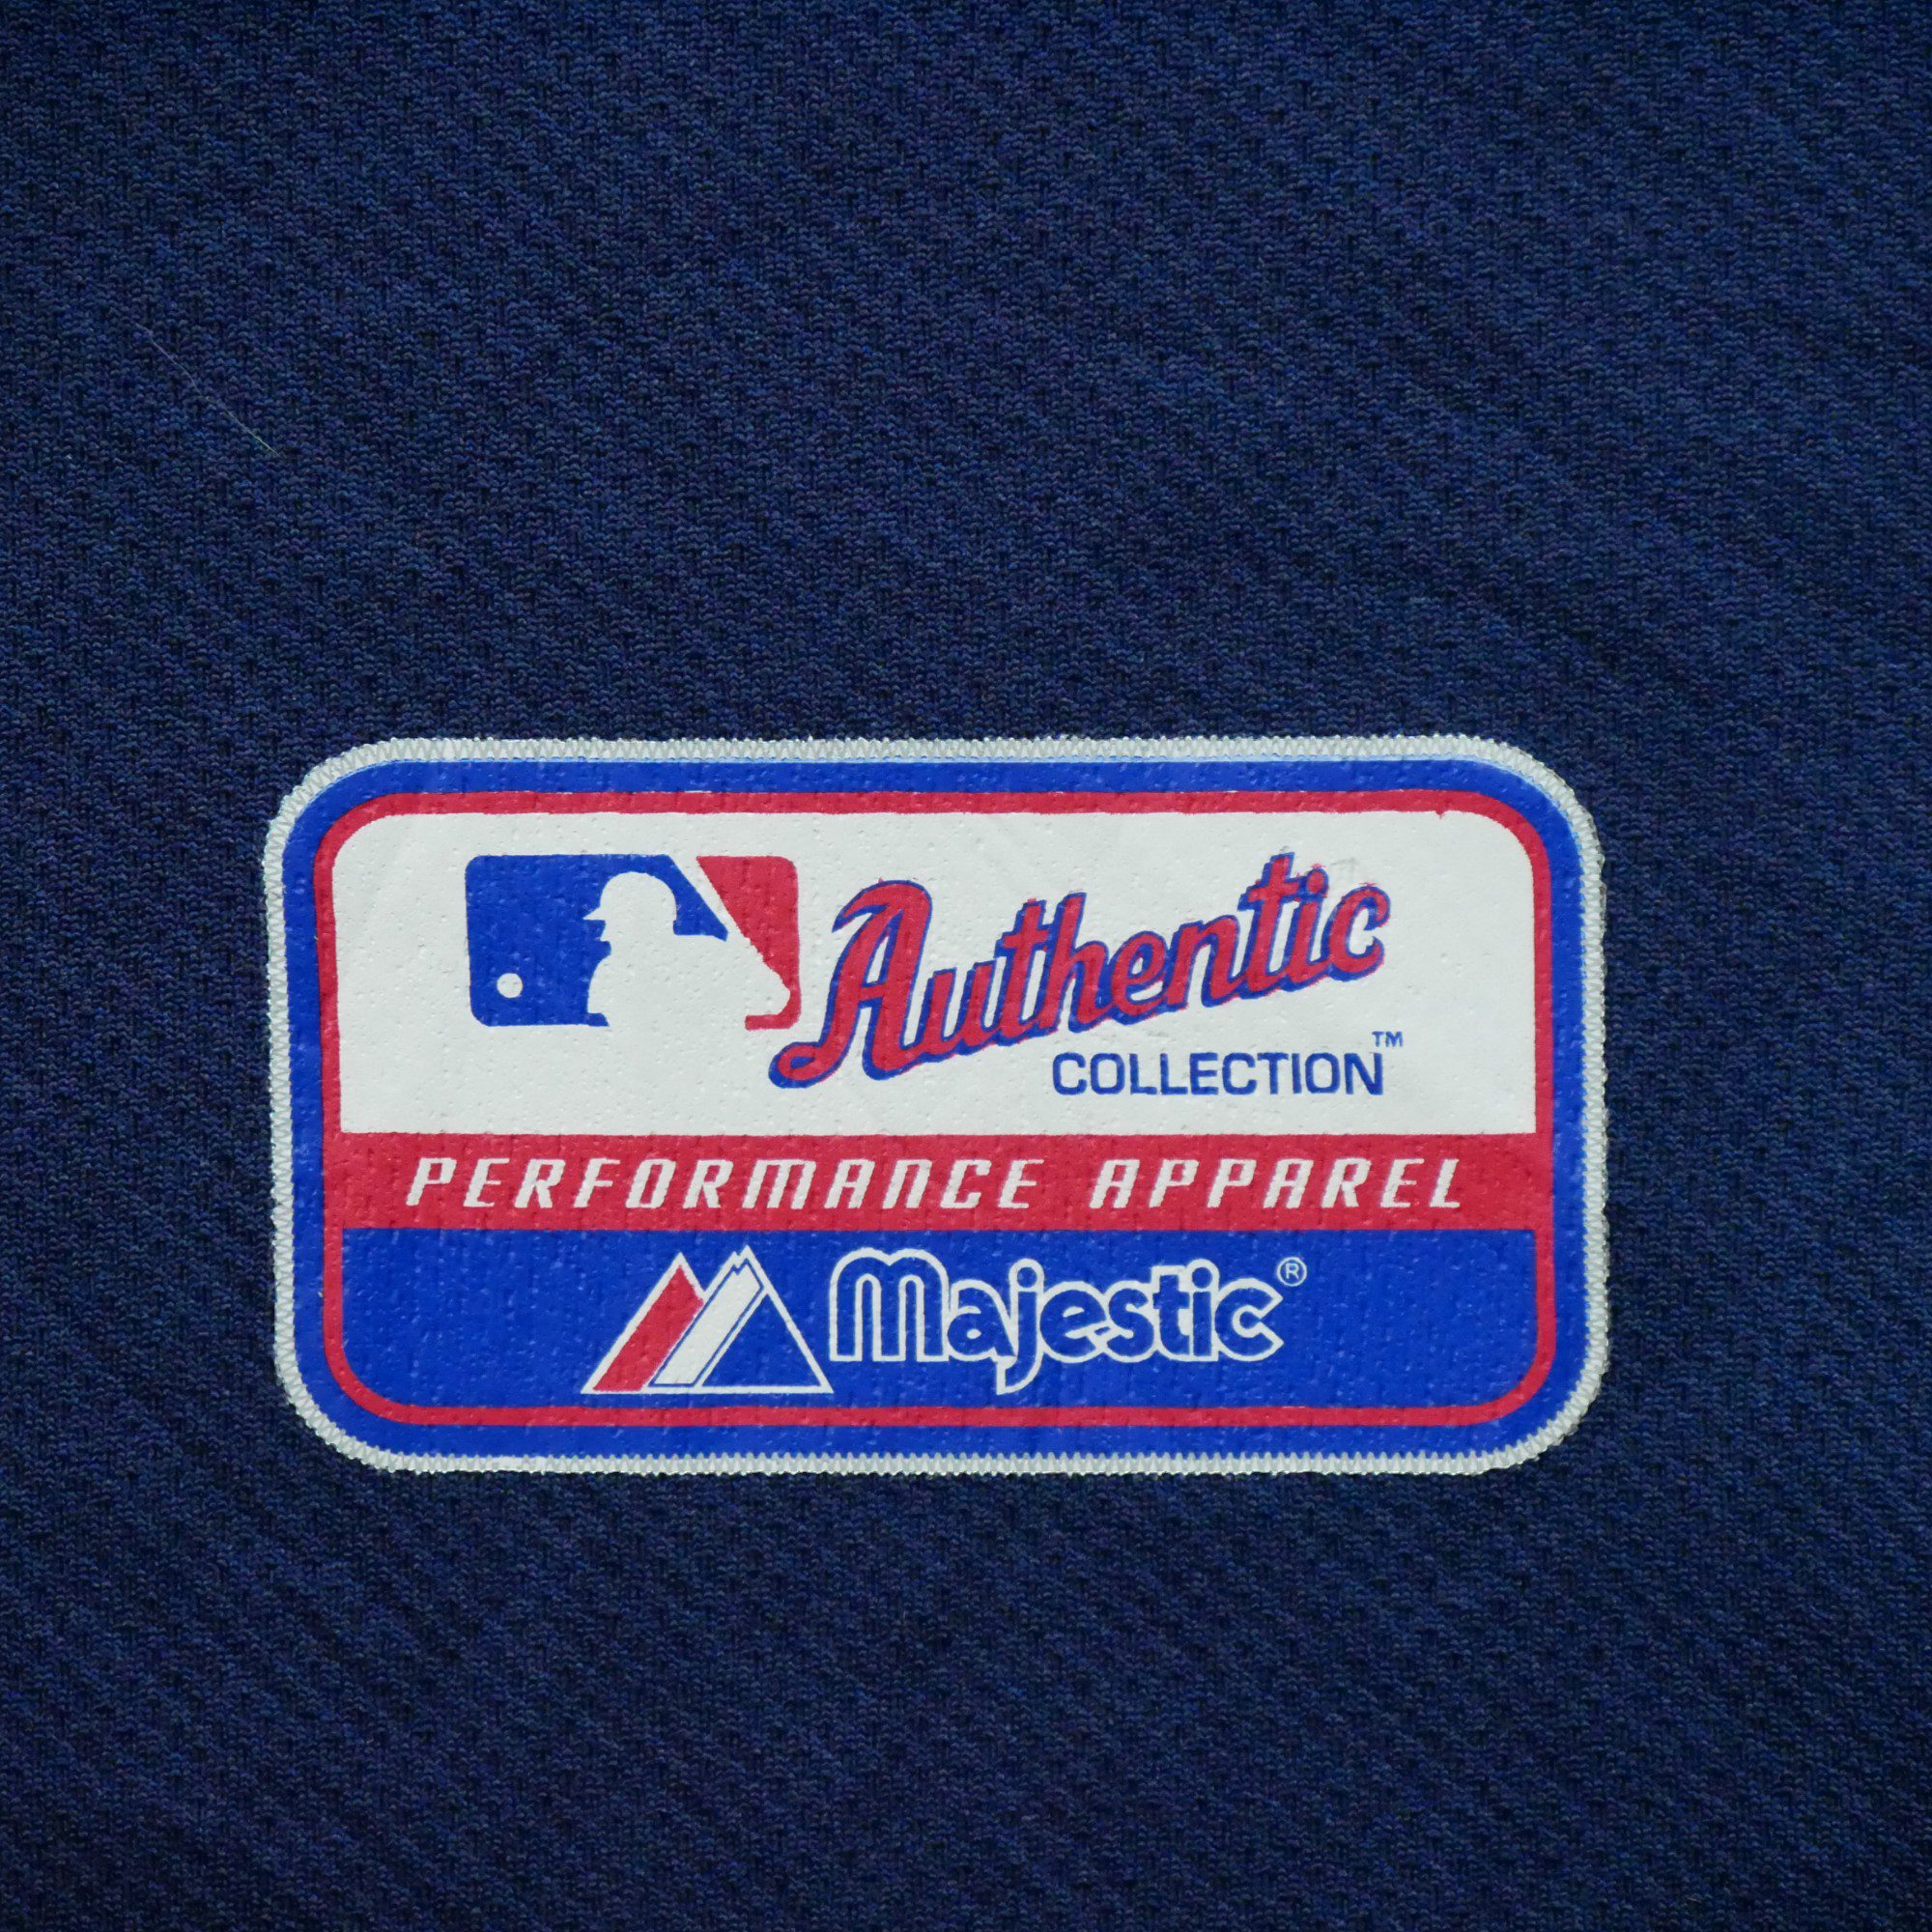 Authentic
COLLECTION™
PERFORMANCE APPAREL
Majestic®